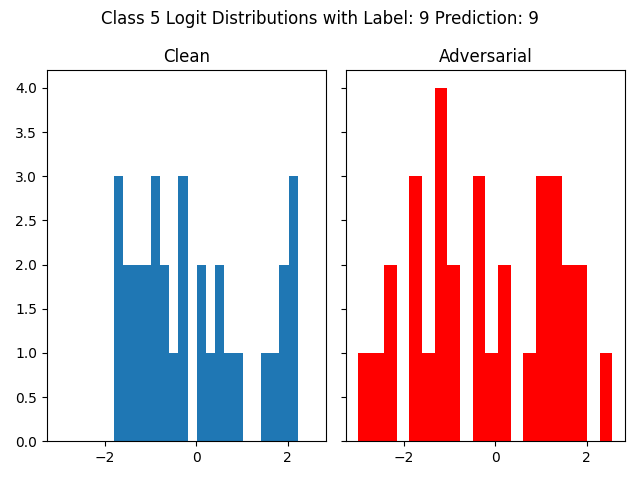 Class 5 Logit Distributions with Label: 9 Prediction: 9
Clean
Adversarial
4.0
3.5
3.0
2.5
2.0
1.5
1.0
0.5
0.0
−2 0 2
−2 0 2